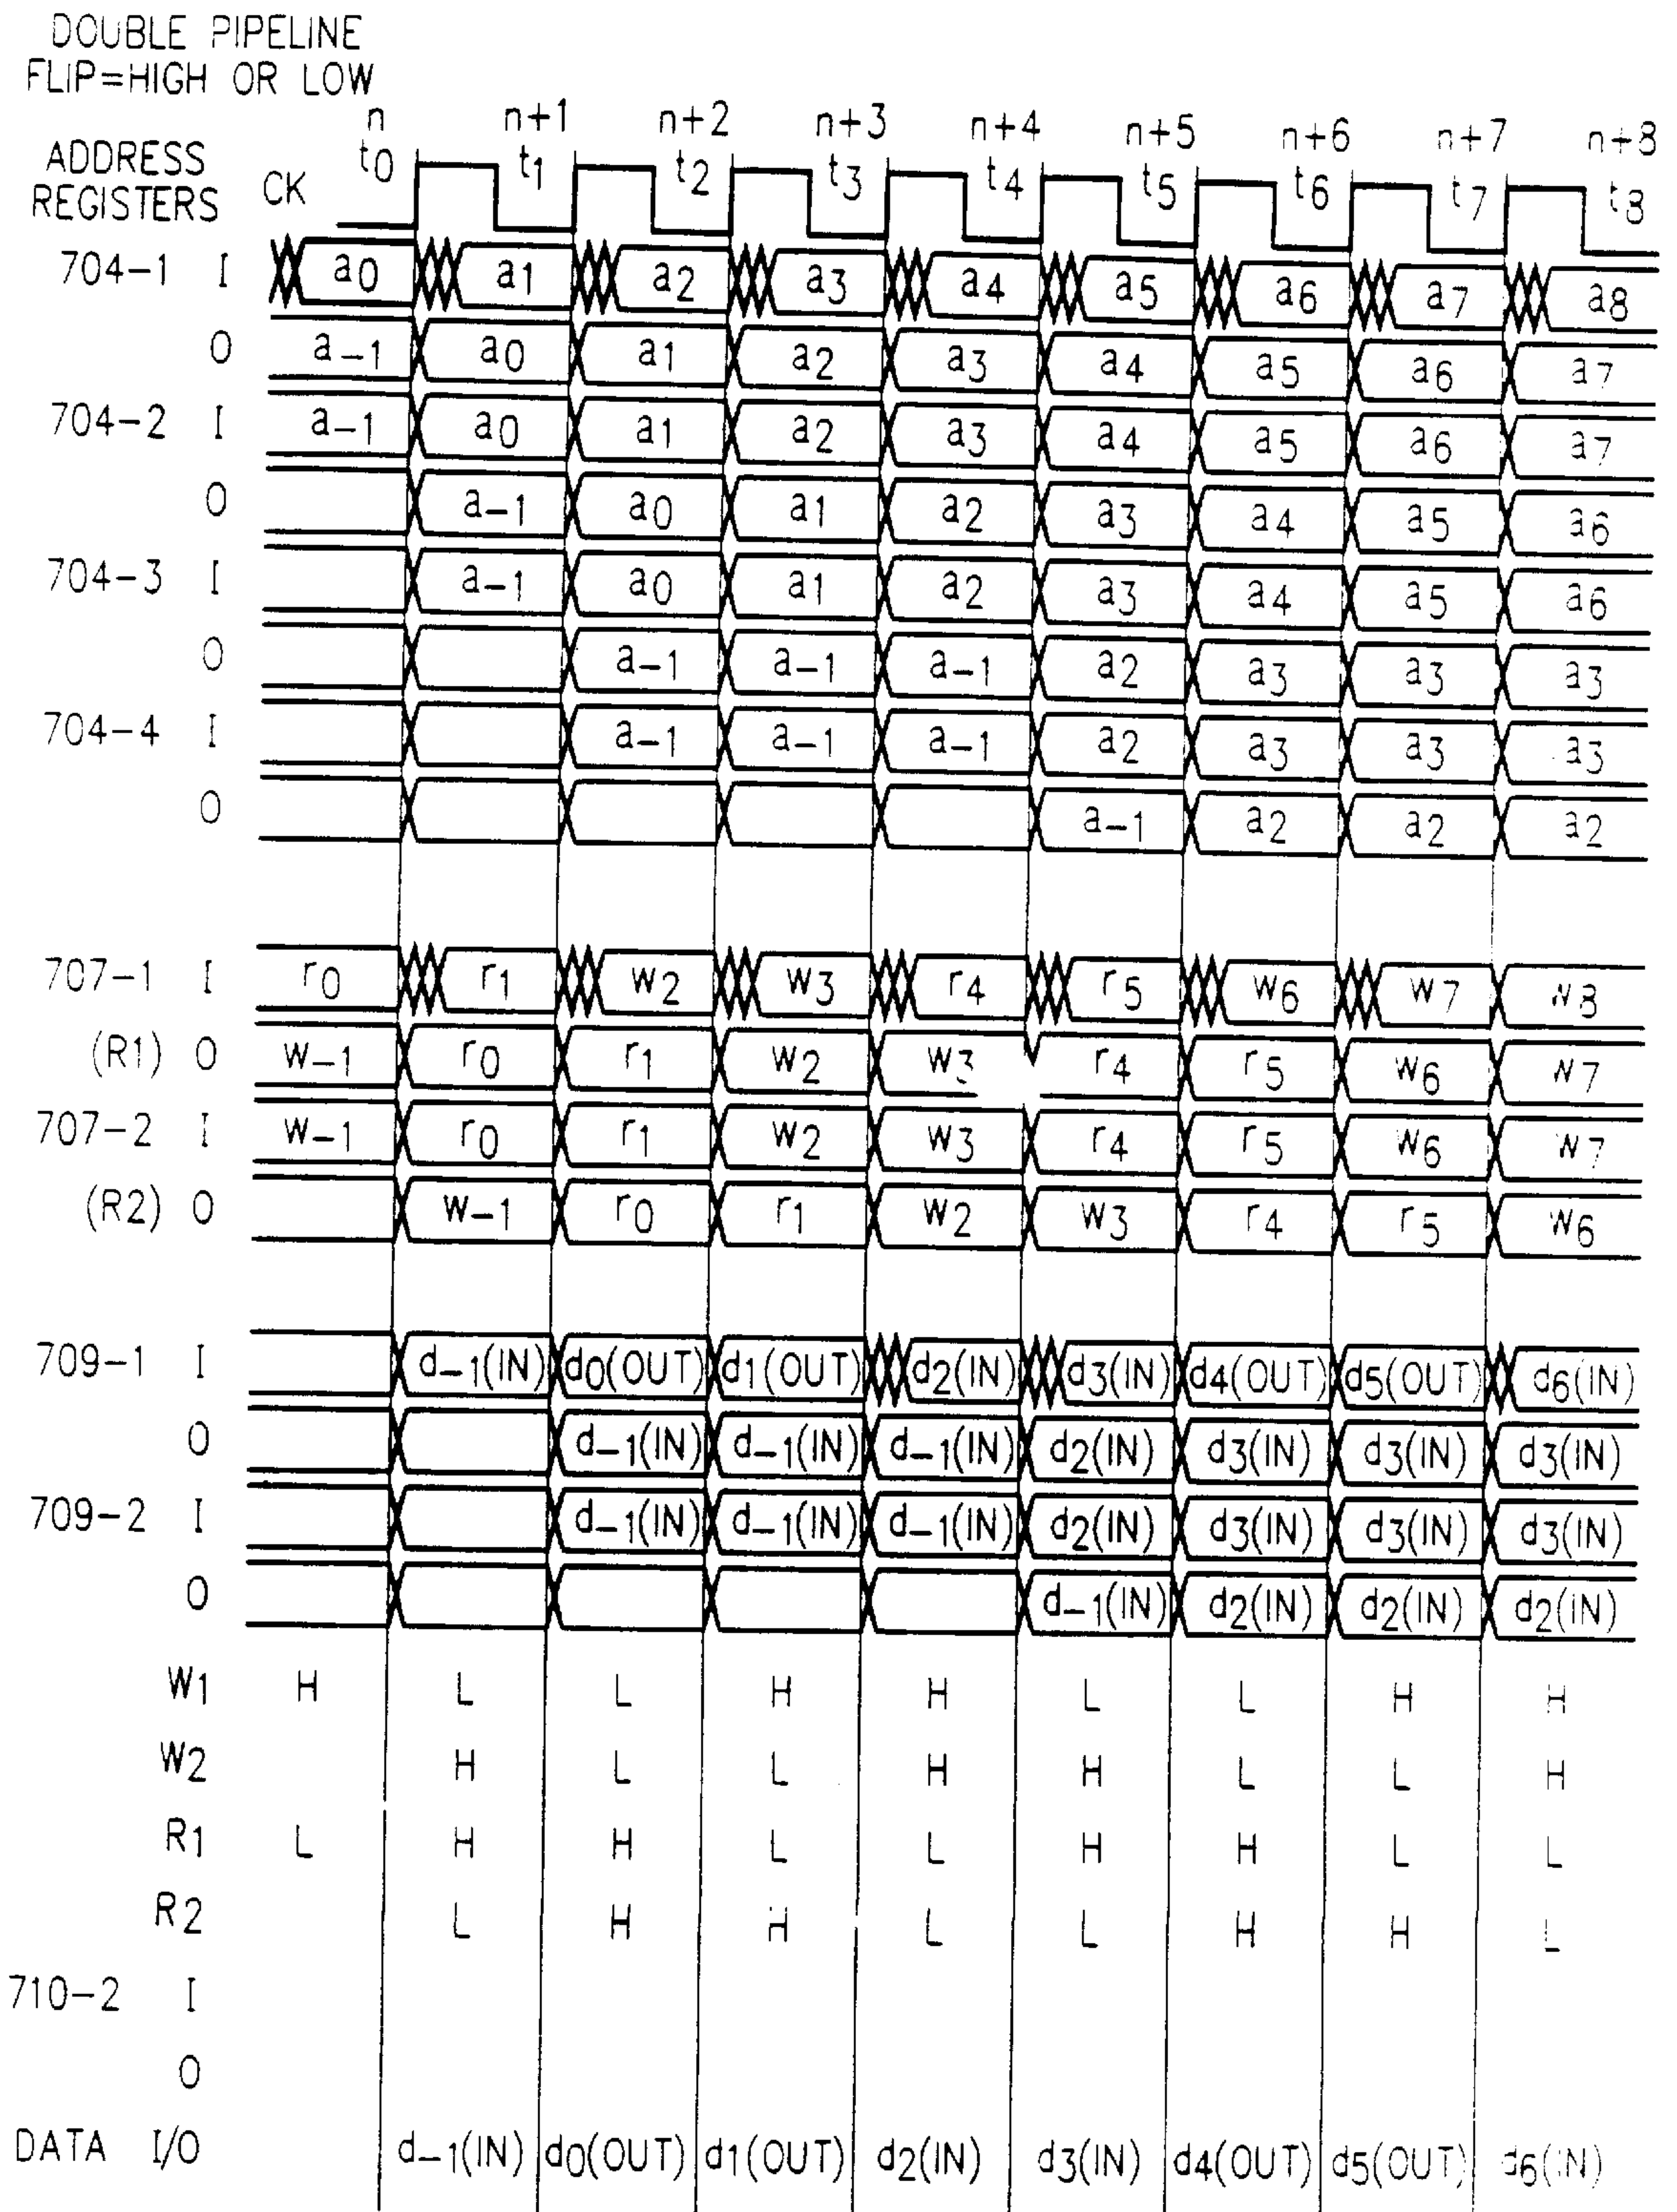 DOUBLE PIPELINE
FLIP=HIGH OR LOW
n n+1 n+2 n+3 n+4 n+5 n+6 n+7 n+8
ADDRESS
REGISTERS CK t0 t1 t2 t3 t4 t5 t6 t7 t8
704-1 I a0 a1 a2 a3 a4 a5 a6 a7 a8
O a-1 a0 a1 a2 a3 a4 a5 a6 a7
704-2 I a-1 a0 a1 a2 a3 a4 a5 a6 a7
O a-1 a0 a1 a2 a3 a4 a5 a6
704-3 I a-1 a0 a1 a2 a3 a4 a5 a6
O a-1 a-1 a-1 a2 a3 a3 a3
704-4 I a-1 a-1 a-1 a2 a3 a3 a3
O a-1 a2 a2 a2
707-1 I r0 r1 w2 w3 r4 r5 w6 w7 w8
(R1) O w-1 r0 r1 w2 w3 r4 r5 w6 w7
707-2 I w-1 r0 r1 w2 w3 r4 r5 w6 w7
(R2) O w-1 r0 r1 w2 w3 r4 r5 w6
709-1 I d-1(IN) d0(OUT) d1(OUT) d2(IN) d3(IN) d4(OUT) d5(OUT) d6(IN)
O d-1(IN) d-1(IN) d-1(IN) d2(IN) d3(IN) d3(IN) d3(IN)
709-2 I d-1(IN) d-1(IN) d-1(IN) d2(IN) d3(IN) d3(IN) d3(IN)
O d-1(IN) d2(IN) d2(IN) d2(IN)
W1 H L L H H L L H H
W2 H L L H H L L H
R1 L H H L L H H L L
R2 L H H L L H H L
710-2 I
O
DATA I/O d-1(IN) d0(OUT) d1(OUT) d2(IN) d3(IN) d4(OUT) d5(OUT) d6(IN)